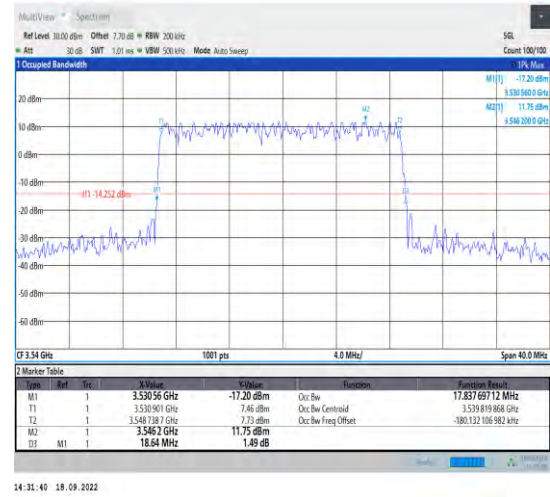 MultiView Spectrum
Ref Level 30.00 dBm Offset 7.70 dB RBW 200 kHz SGL
Att 30 dB SWT 1.01 ms VBW 500 kHz Mode Auto Sweep Count 100/100
1 Occupied Bandwidth 1Pk Max
M1[1] -17.20 dBm
3.530 560 0 GHz
M2[1] 11.75 dBm
3.546 200 0 GHz
20 dBm
M2
T1 T2
10 dBm
0 dBm
-10 dBm
H1 -14.252 dBm M1 D3
-20 dBm
-30 dBm
-40 dBm
-50 dBm
-60 dBm
CF 3.54 GHz 1001 pts 4.0 MHz/ Span 40.0 MHz
2 Marker Table
Type Ref Trc X-Value Y-Value Function Function Result
M1 1 3.530 56 GHz -17.20 dBm Occ Bw 17.837 697 12 MHz
T1 1 3.530 901 GHz 7.46 dBm Occ Bw Centroid 3.539 819 868 GHz
T2 1 3.548 738 7 GHz 7.73 dBm Occ Bw Freq Offset -180.132 106 982 kHz
M2 1 3.546 2 GHz 11.75 dBm
D3 M1 1 18.64 MHz 1.49 dB
14:31:40 18.09.2022